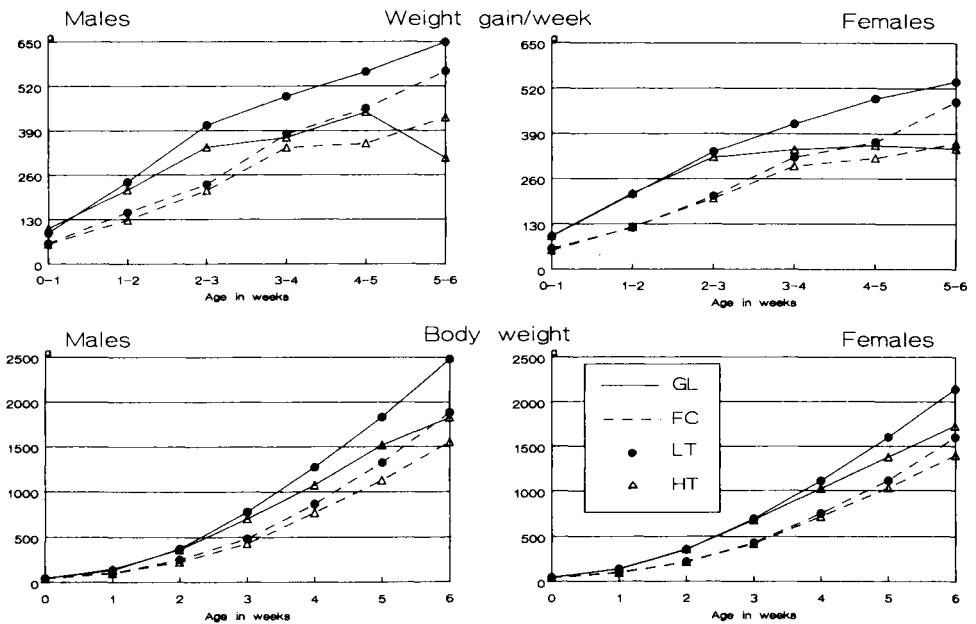 Males Weight gain/week Females
g g
650 650
520 520
390 390
260 260
130 130
0 0
0-1 1-2 2-3 3-4 4-5 5-6 0-1 1-2 2-3 3-4 4-5 5-6
Age in weeks Age in weeks
Males Body weight Females
g g
2500 2500
2000 2000
1500 1500
1000 1000
500 500
0 0
0 1 2 3 4 5 6 0 1 2 3 4 5 6
Age in weeks Age in weeks
GL
FC
LT
HT